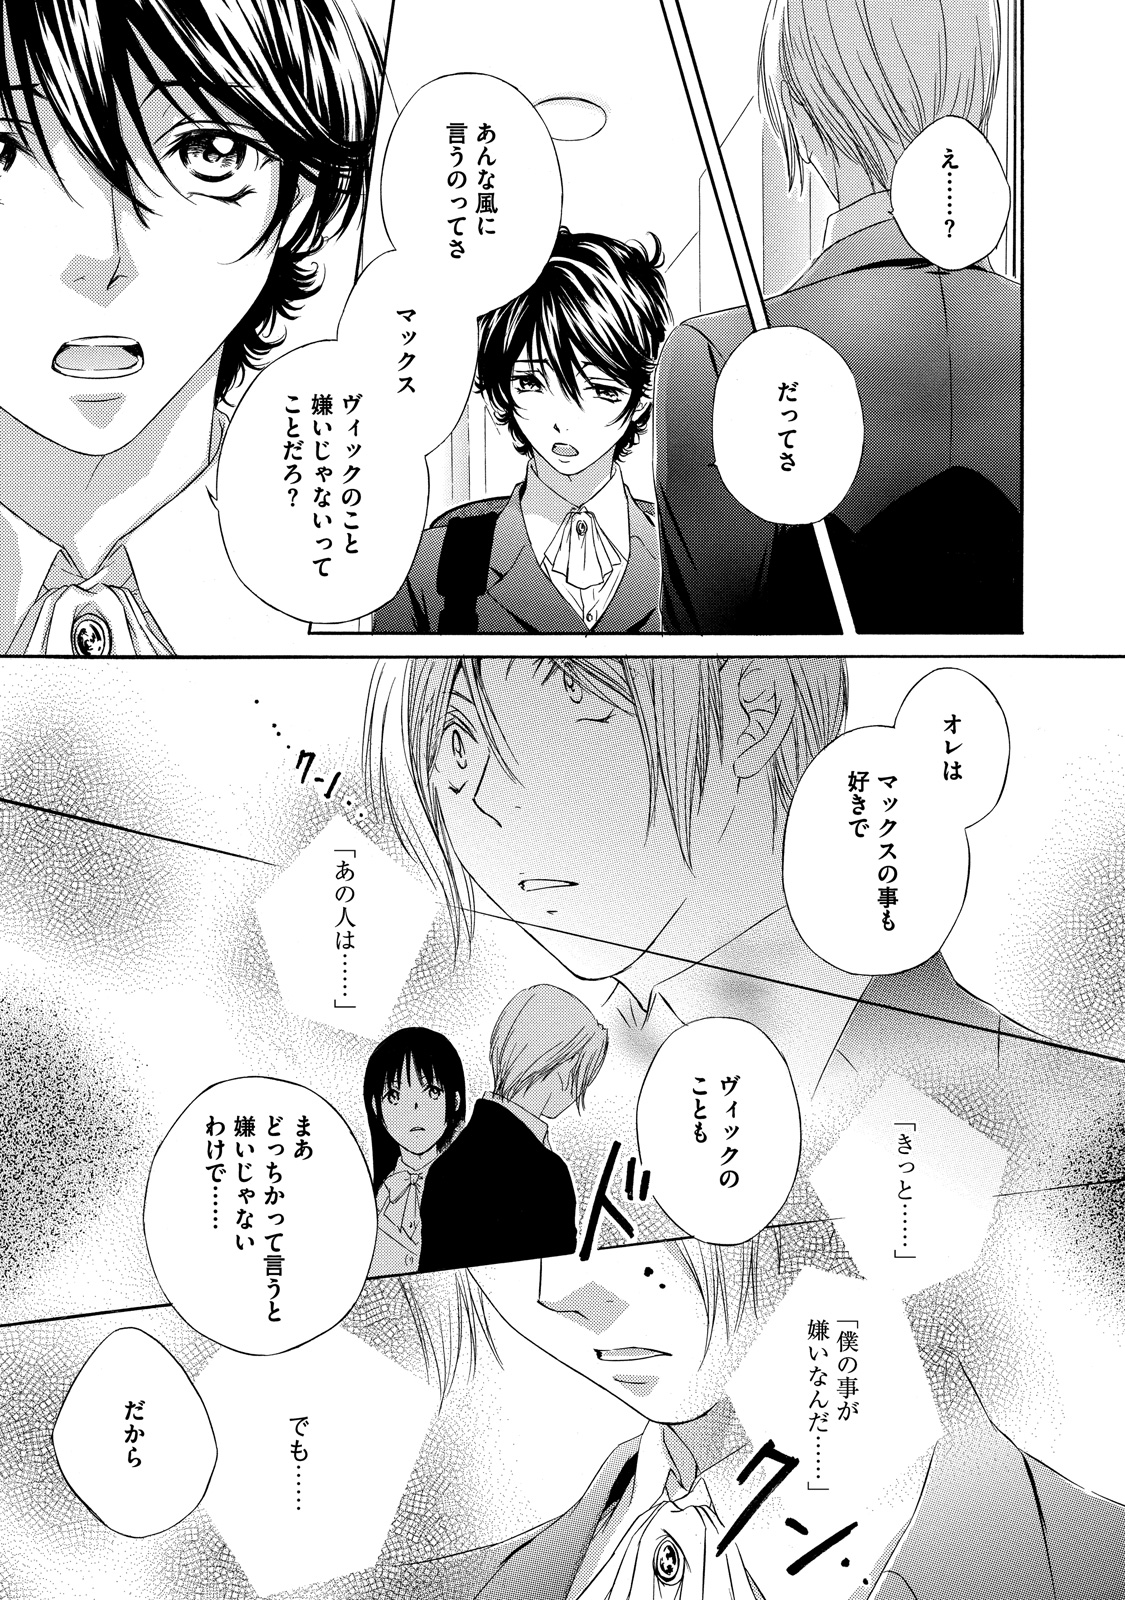 え……？
だってさ
あんな風に
言うのってさ
マックス
ヴィックのこと
嫌いじゃないって
ことだろ？
オレは
マックスの事も
好きで
クン…
「あの人は……」
ヴィックの
ことも
「きっと……」
ドクン…
「僕の事が
嫌いなんだ……」
まあ
どっちかって言うと
嫌いじゃない
わけで……
でも……
だから